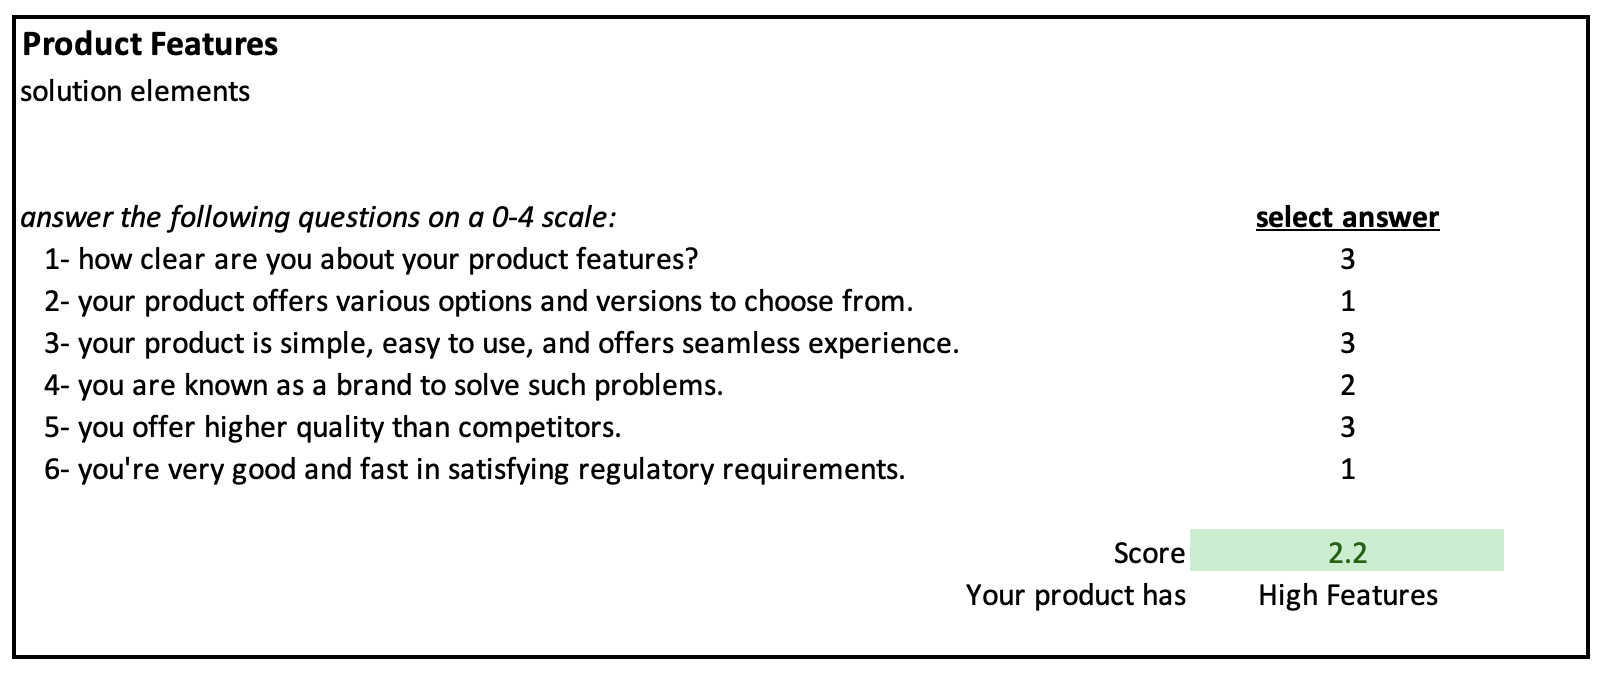 Product Features
solution elements
answer the following questions on a 0-4 scale: select answer
1- how clear are you about your product features? 3
2- your product offers various options and versions to choose from. 1
3- your product is simple, easy to use, and offers seamless experience. 3
4- you are known as a brand to solve such problems. 2
5- you offer higher quality than competitors. 3
6- you're very good and fast in satisfying regulatory requirements. 1
Score 2.2
Your product has High Features